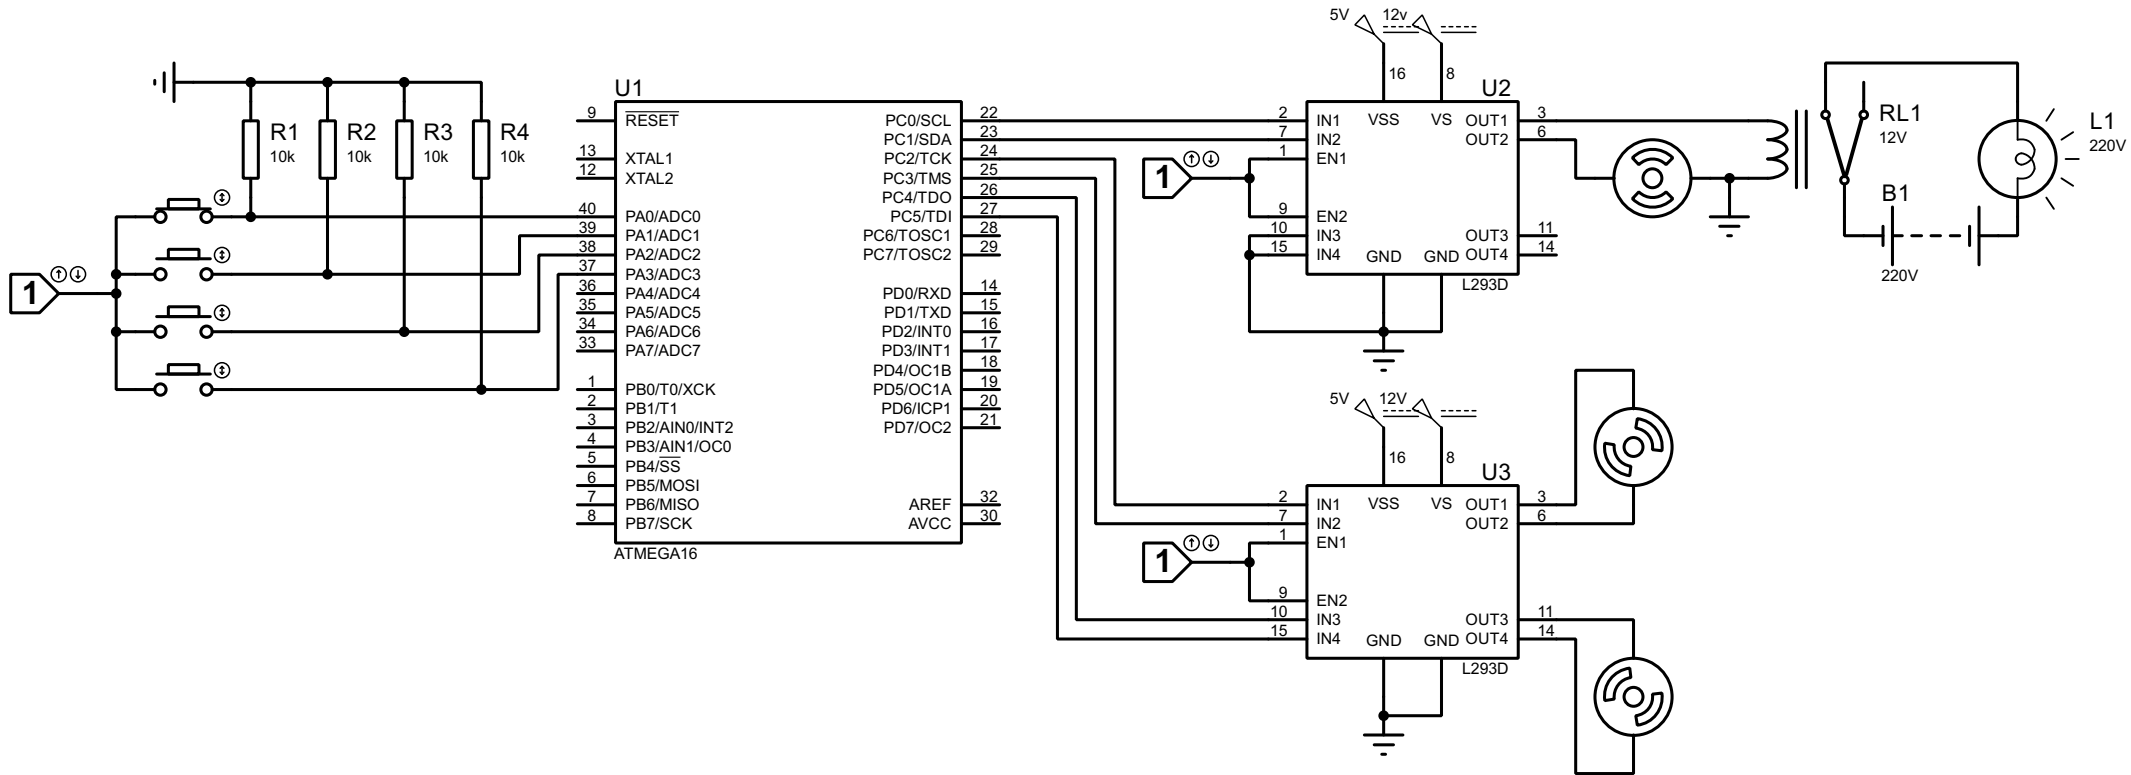 R1
10k
R2
10k
R3
10k
R4
10k
1
U1
9 RESET
13 XTAL1
12 XTAL2
40 PA0/ADC0
39 PA1/ADC1
38 PA2/ADC2
37 PA3/ADC3
36 PA4/ADC4
35 PA5/ADC5
34 PA6/ADC6
33 PA7/ADC7
1 PB0/T0/XCK
2 PB1/T1
3 PB2/AIN0/INT2
4 PB3/AIN1/OC0
5 PB4/SS
6 PB5/MOSI
7 PB6/MISO
8 PB7/SCK
PC0/SCL 22
PC1/SDA 23
PC2/TCK 24
PC3/TMS 25
PC4/TDO 26
PC5/TDI 27
PC6/TOSC1 28
PC7/TOSC2 29
PD0/RXD 14
PD1/TXD 15
PD2/INT0 16
PD3/INT1 17
PD4/OC1B 18
PD5/OC1A 19
PD6/ICP1 20
PD7/OC2 21
AREF 32
AVCC 30
ATMEGA16
5V 12v
16 8
U2
2 IN1 VSS VS OUT1 3
7 IN2 OUT2 6
1 EN1
1
9 EN2
10 IN3 OUT3 11
15 IN4 GND GND OUT4 14
L293D
RL1
12V
B1
220V
L1
220V
5V 12V
16 8
U3
2 IN1 VSS VS OUT1 3
7 IN2 OUT2 6
1 EN1
1
9 EN2
10 IN3 OUT3 11
15 IN4 GND GND OUT4 14
L293D